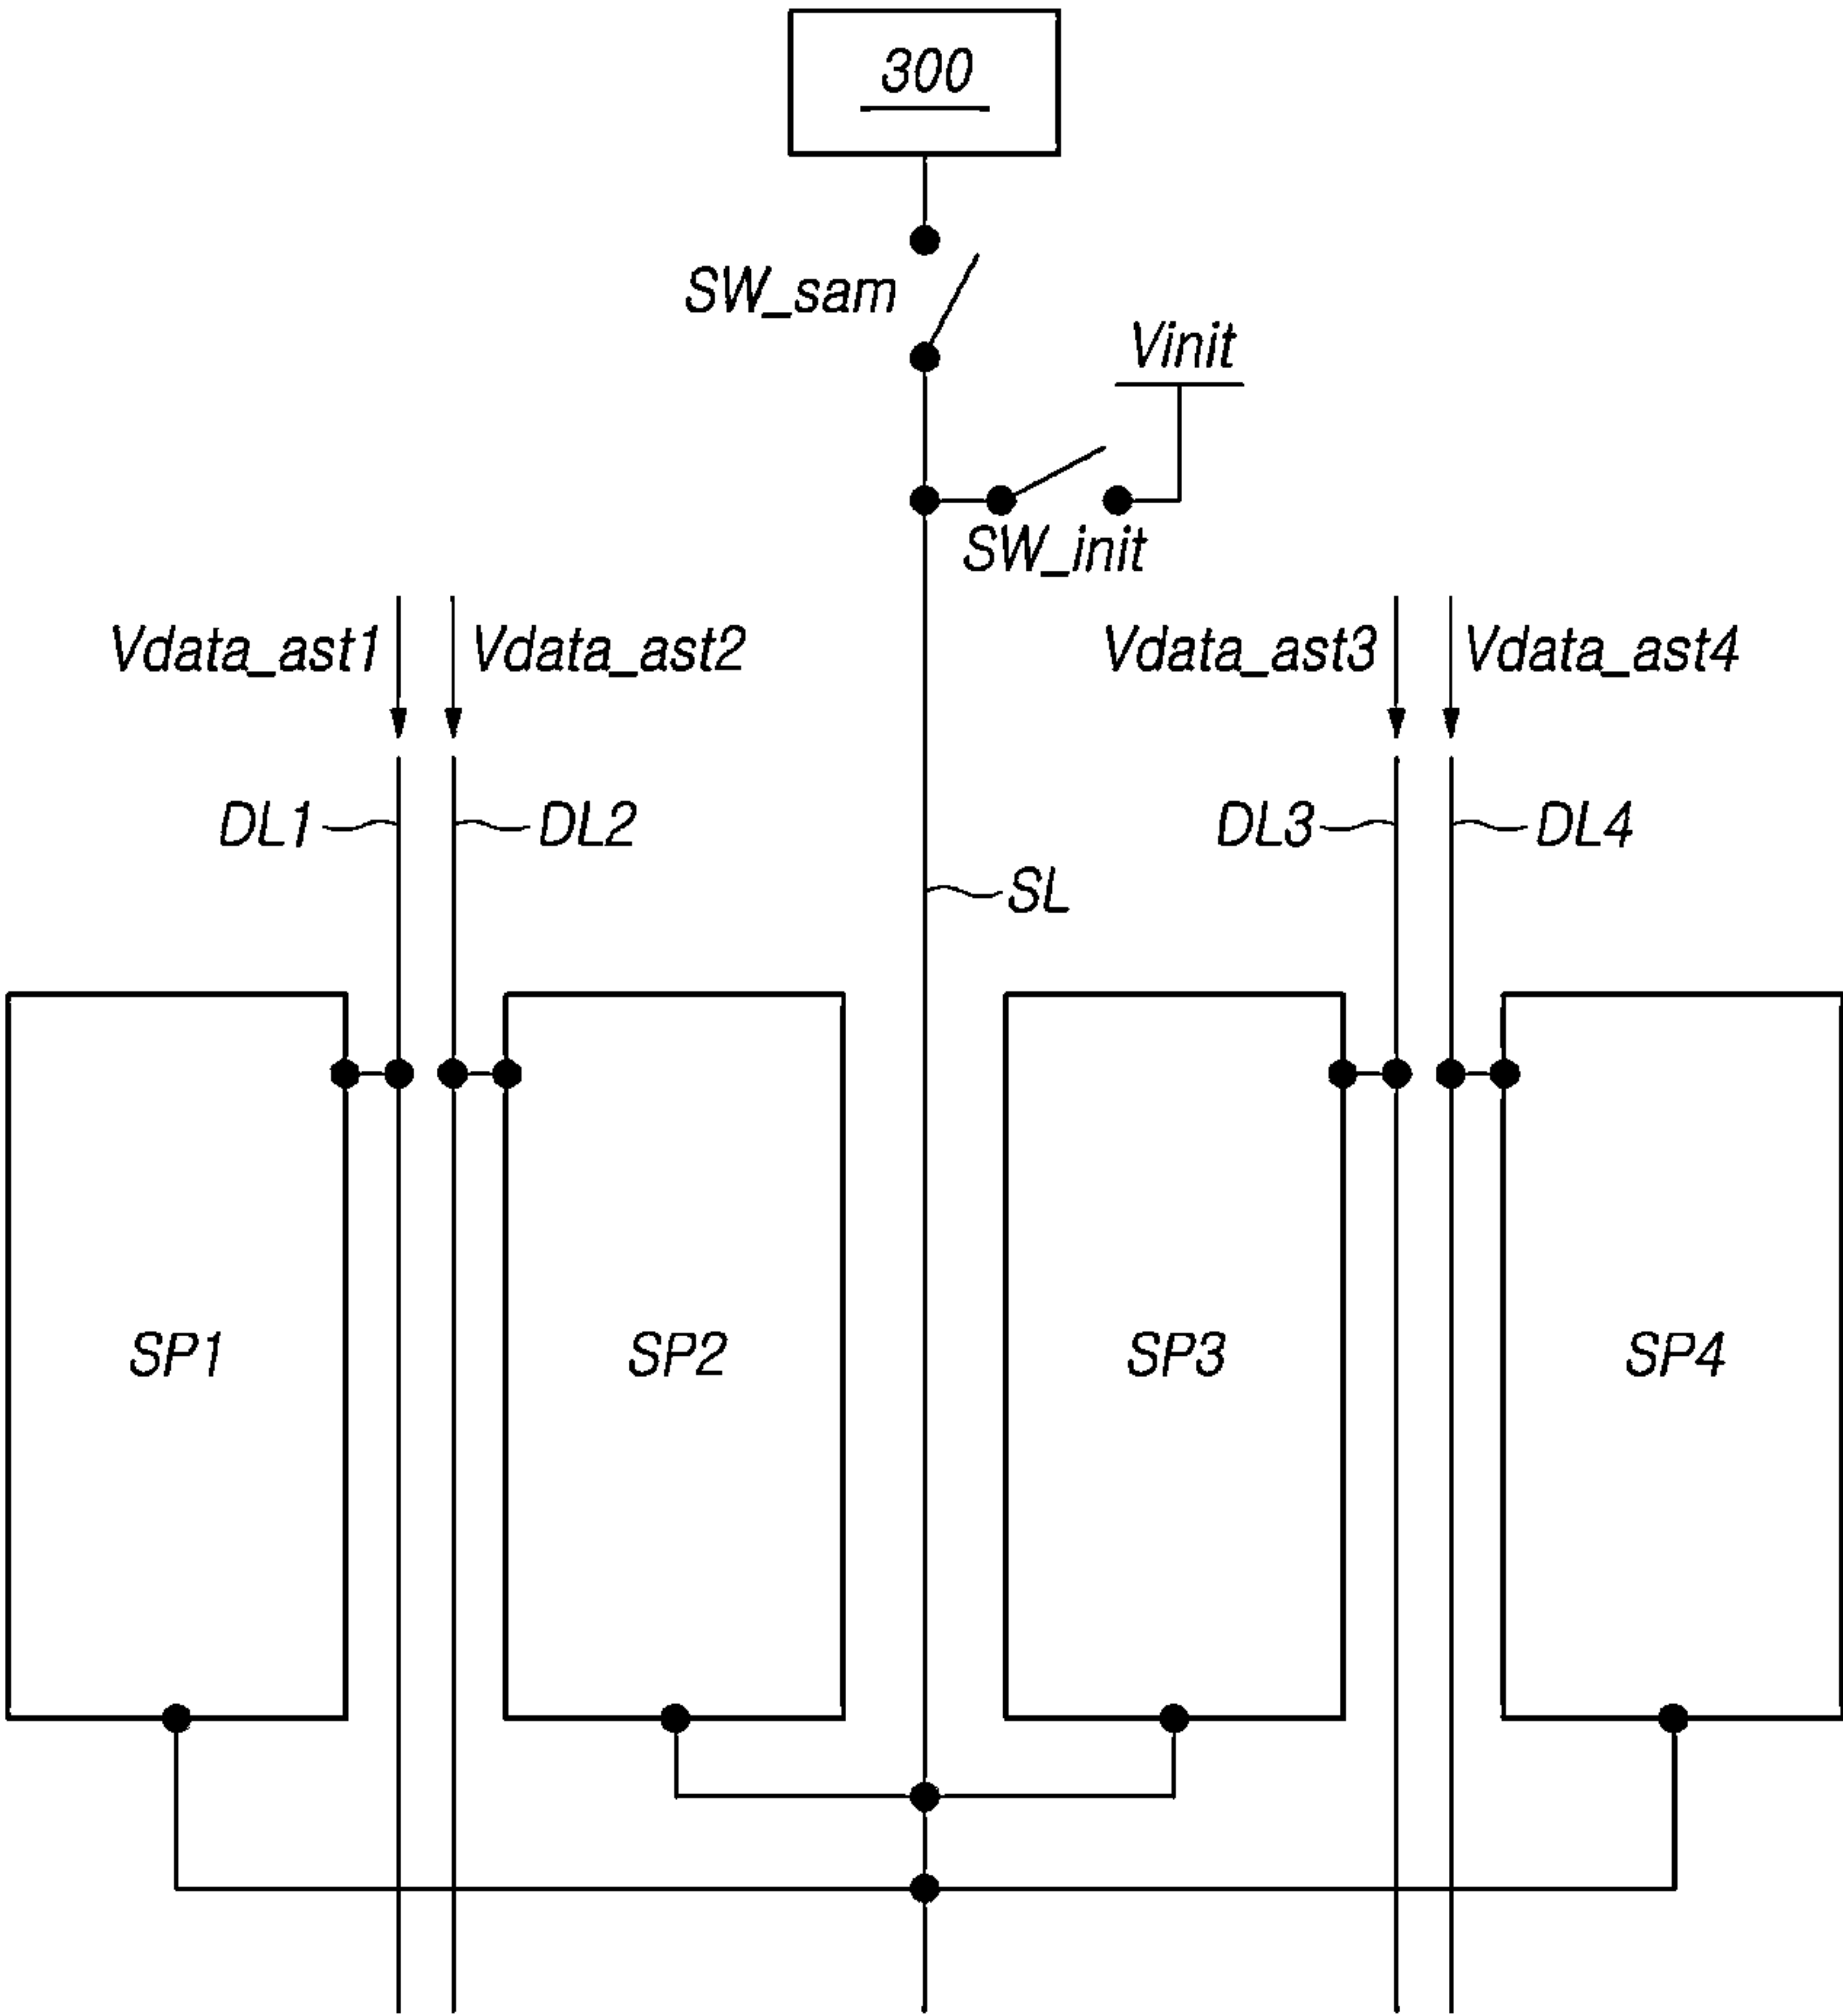 300
SW_sam
Vinit
SW_init
Vdata_ast1 Vdata_ast2 Vdata_ast3 Vdata_ast4
DL1 DL2 DL3 DL4
SL
SP1 SP2 SP3 SP4